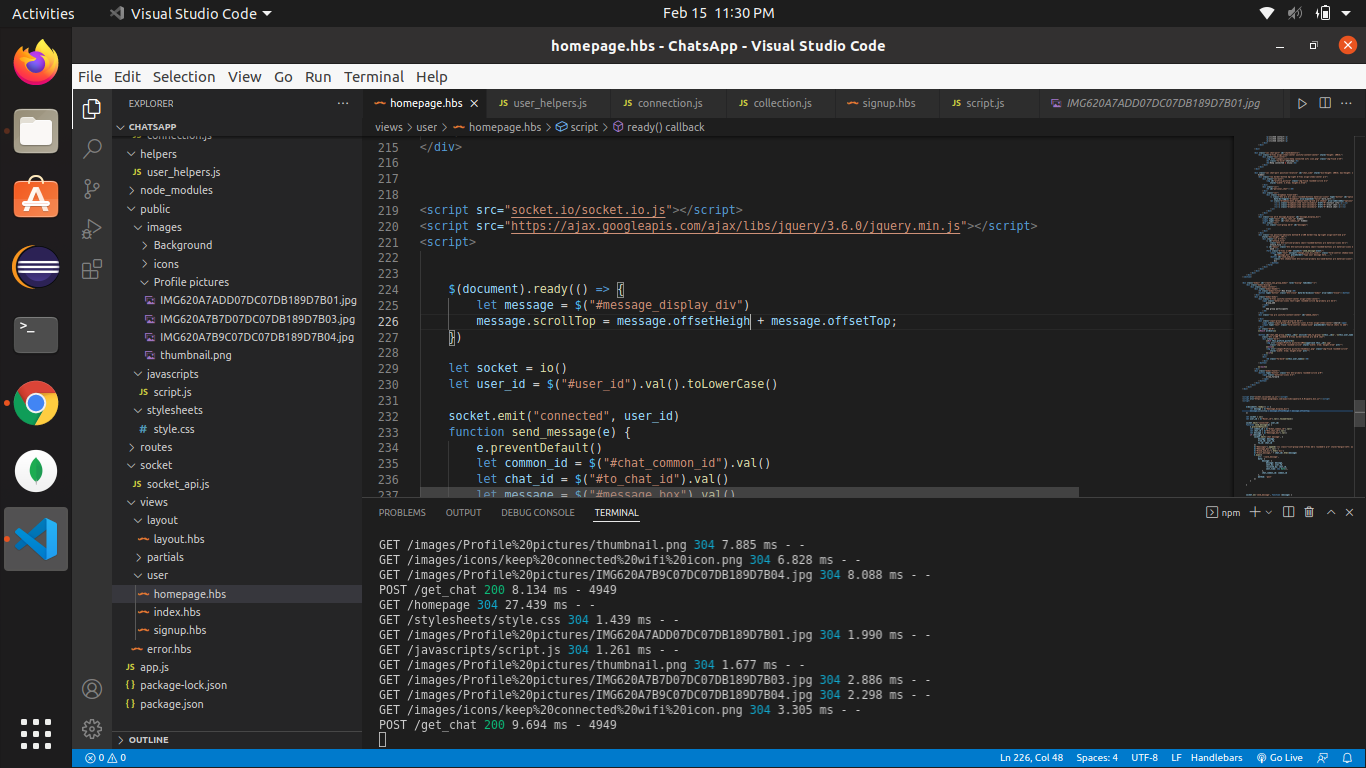 Activities
Visual Studio Code
Feb 15 11:30 PM
homepage.hbs - ChatsApp - Visual Studio Code
File Edit Selection View Go Run Terminal Help
EXPLORER
CHATSAPP
connection.js
helpers
JS user_helpers.js
node_modules
public
images
Background
icons
Profile pictures
IMG620A7ADD07DC07DB189D7B01.jpg
IMG620A7B7D07DC07DB189D7B03.jpg
IMG620A7B9C07DC07DB189D7B04.jpg
thumbnail.png
javascripts
JS script.js
stylesheets
# style.css
routes
socket
JS socket_api.js
views
layout
layout.hbs
partials
user
homepage.hbs
index.hbs
signup.hbs
error.hbs
JS app.js
{} package-lock.json
{} package.json
OUTLINE
homepage.hbs JS user_helpers.js JS connection.js JS collection.js signup.hbs JS script.js IMG620A7ADD07DC07DB189D7B01.jpg
views > user > homepage.hbs > script > ready() callback
215 </div>
216
217
218
219 <script src="socket.io/socket.io.js"></script>
220 <script src="https://ajax.googleapis.com/ajax/libs/jquery/3.6.0/jquery.min.js"></script>
221 <script>
222
223
224 $(document).ready(() => {
225 let message = $("#message_display_div")
226 message.scrollTop = message.offsetHeigh + message.offsetTop;
227 })
228
229 let socket = io()
230 let user_id = $("#user_id").val().toLowerCase()
231
232 socket.emit("connected", user_id)
233 function send_message(e) {
234 e.preventDefault()
235 let common_id = $("#chat_common_id").val()
236 let chat_id = $("#to_chat_id").val()
237 let message = $("#message_box").val()
PROBLEMS OUTPUT DEBUG CONSOLE TERMINAL
npm
GET /images/Profile%20pictures/thumbnail.png 304 7.885 ms - -
GET /images/icons/keep%20connected%20wifi%20icon.png 304 6.828 ms - -
GET /images/Profile%20pictures/IMG620A7B9C07DC07DB189D7B04.jpg 304 8.088 ms - -
POST /get_chat 200 8.134 ms - 4949
GET /homepage 304 27.439 ms - -
GET /stylesheets/style.css 304 1.439 ms - -
GET /images/Profile%20pictures/IMG620A7ADD07DC07DB189D7B01.jpg 304 1.990 ms - -
GET /javascripts/script.js 304 1.261 ms - -
GET /images/Profile%20pictures/thumbnail.png 304 1.677 ms - -
GET /images/Profile%20pictures/IMG620A7B7D07DC07DB189D7B03.jpg 304 2.886 ms - -
GET /images/Profile%20pictures/IMG620A7B9C07DC07DB189D7B04.jpg 304 2.298 ms - -
GET /images/icons/keep%20connected%20wifi%20icon.png 304 3.305 ms - -
POST /get_chat 200 9.694 ms - 4949
0 0
Ln 226, Col 48 Spaces: 4 UTF-8 LF Handlebars Go Live